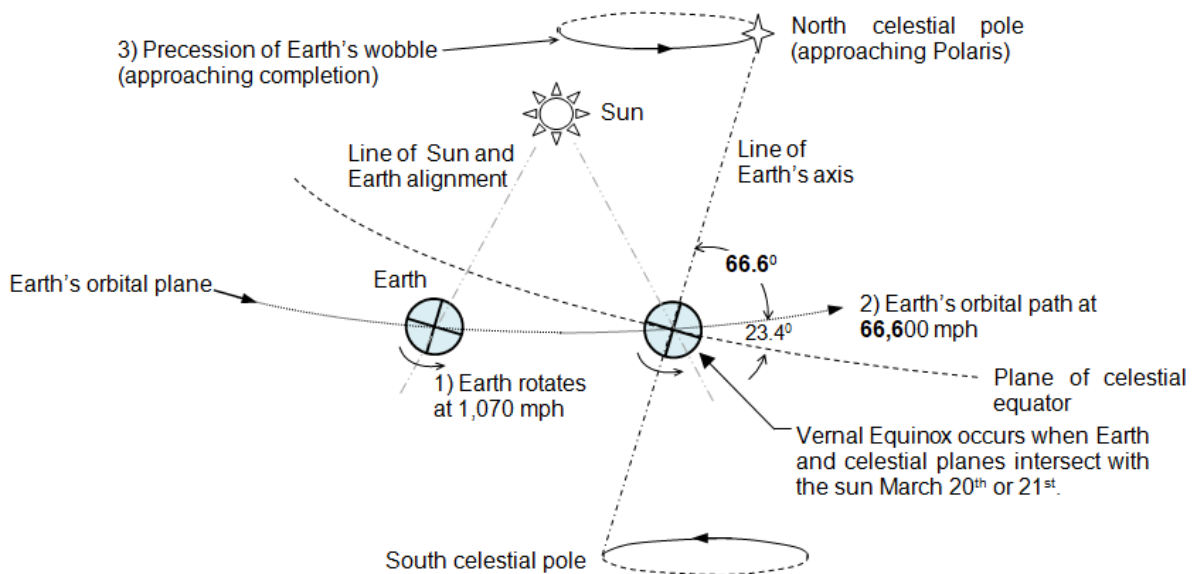 North celestial pole
(approaching Polaris)
3) Precession of Earth's wobble
(approaching completion)
Sun
Line of Sun and
Earth alignment
Line of
Earth's axis
66.6⁰
Earth's orbital plane
Earth
2) Earth's orbital path at
66,600 mph
23.4⁰
1) Earth rotates
at 1,070 mph
Plane of celestial
equator
Vernal Equinox occurs when Earth
and celestial planes intersect with
the sun March 20th or 21st.
South celestial pole